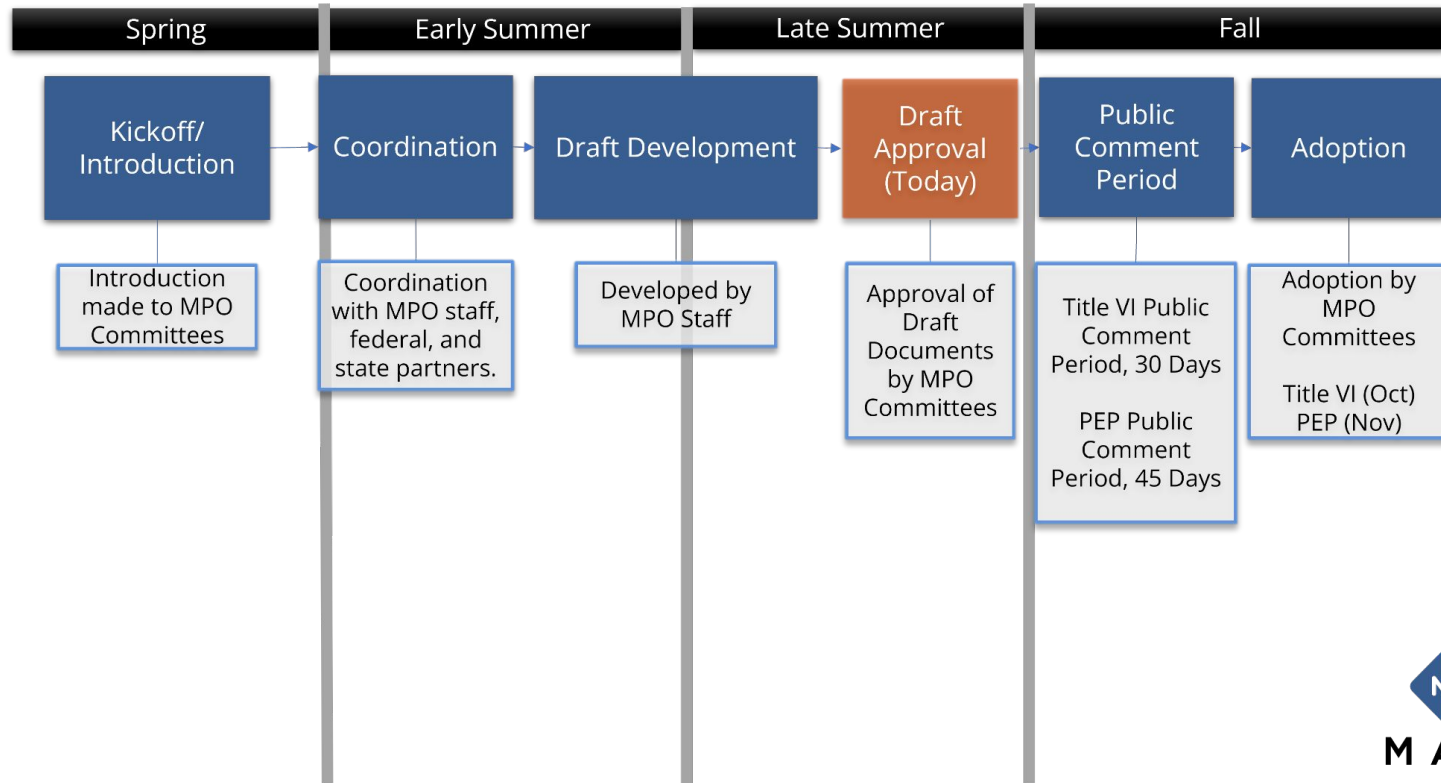 Spring
Early Summer
Late Summer
Fall
Kickoff/
Introduction
Coordination
Draft Development
Draft
Approval
(Today)
Public
Comment
Period
Adoption
Introduction
made to MPO
Committees
Coordination
with MPO staff,
federal, and
state partners.
Developed by
MPO Staff
Approval of
Draft
Documents
by MPO
Committees
Title VI Public
Comment
Period, 30 Days
PEP Public
Comment
Period, 45 Days
Adoption by
MPO
Committees
Title VI (Oct)
PEP (Nov)